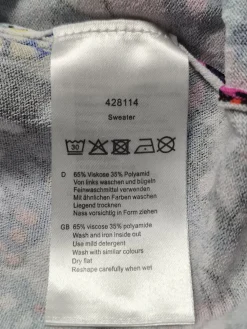 428114
Sweater
30
D 65% Viskose 35% Polyamid
Von links waschen und bügeln
Feinwaschmittel verwenden
Mit ähnlichen Farben waschen
Liegend trocknen
Nass vorsichtig in Form ziehen
GB 65% viscose 35% polyamide
Wash and iron inside out
Use mild detergent
Wash with similar colours
Dry flat
Reshape carefully when wet